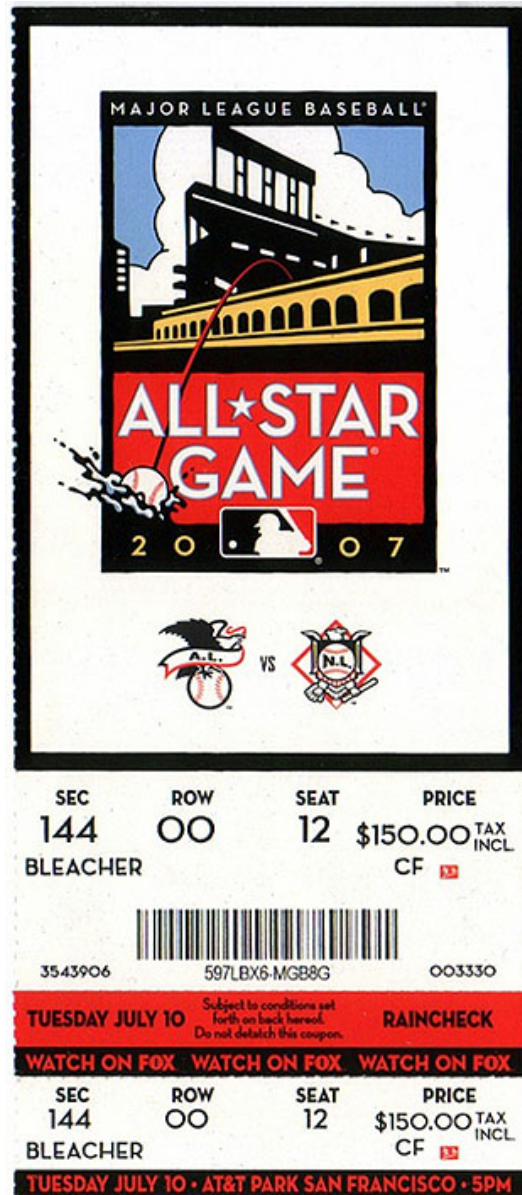 MAJOR LEAGUE BASEBALL®
ALL★STAR
GAME®
20 07
A.L. VS N.L.
SEC ROW SEAT PRICE
144 00 12 $150.00 TAX INCL.
BLEACHER CF
3543906 597LBX6-MGB8G 003330
TUESDAY JULY 10 Subject to conditions set
forth on back hereof.
Do not detatch this coupon. RAINCHECK
WATCH ON FOX WATCH ON FOX WATCH ON FOX
SEC ROW SEAT PRICE
144 00 12 $150.00 TAX INCL.
BLEACHER CF
TUESDAY JULY 10 • AT&T PARK SAN FRANCISCO • 5PM